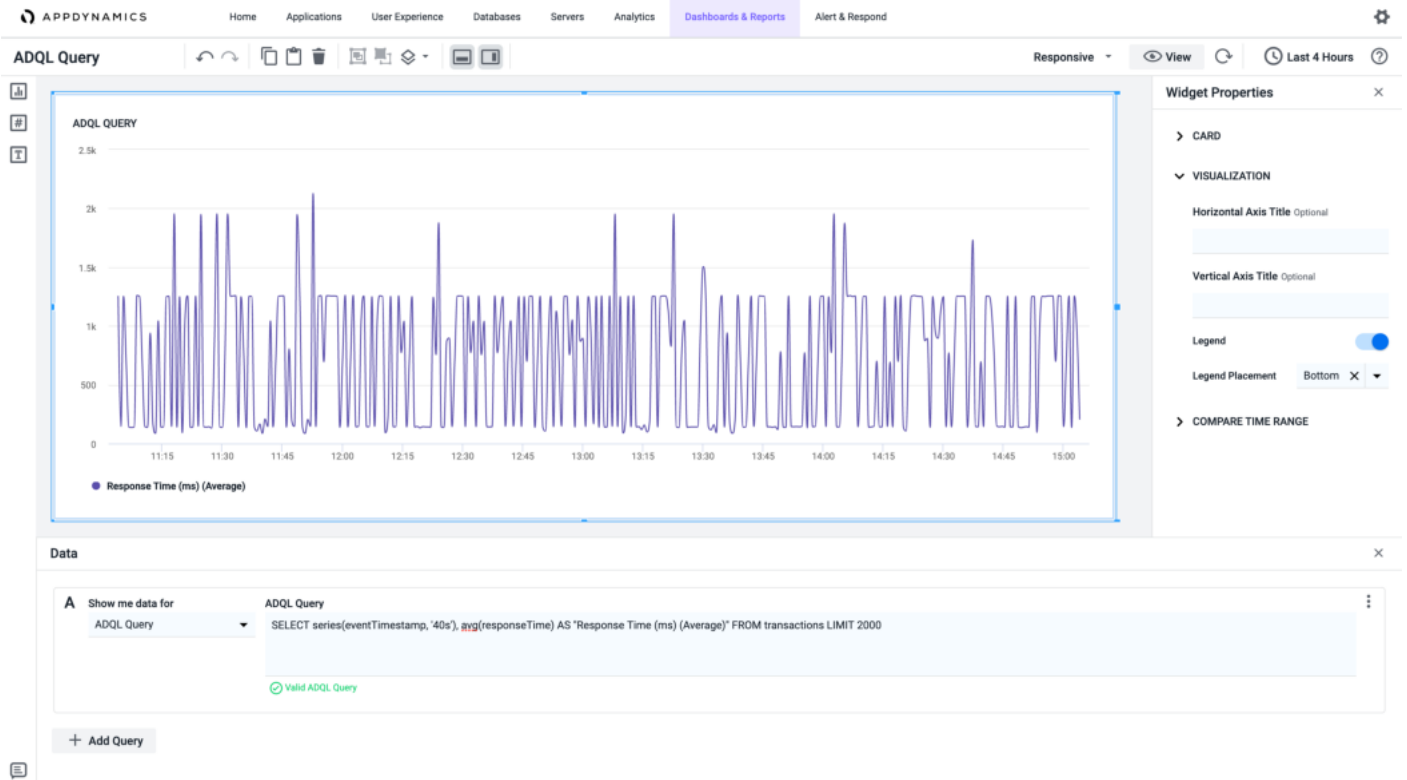 APPDYNAMICS Home Applications User Experience Databases Servers Analytics Dashboards & Reports Alert & Respond
ADQL Query Responsive View Last 4 Hours
Widget Properties
CARD
VISUALIZATION
Horizontal Axis Title Optional
Vertical Axis Title Optional
Legend
Legend Placement Bottom
COMPARE TIME RANGE
ADQL QUERY
2.5k
2k
1.5k
1k
500
0
11:15 11:30 11:45 12:00 12:15 12:30 12:45 13:00 13:15 13:30 13:45 14:00 14:15 14:30 14:45 15:00
Response Time (ms) (Average)
Data
A Show me data for ADQL Query
ADQL Query SELECT series(eventTimestamp, '40s'), avg(responseTime) AS "Response Time (ms) (Average)" FROM transactions LIMIT 2000
Valid ADQL Query
+ Add Query